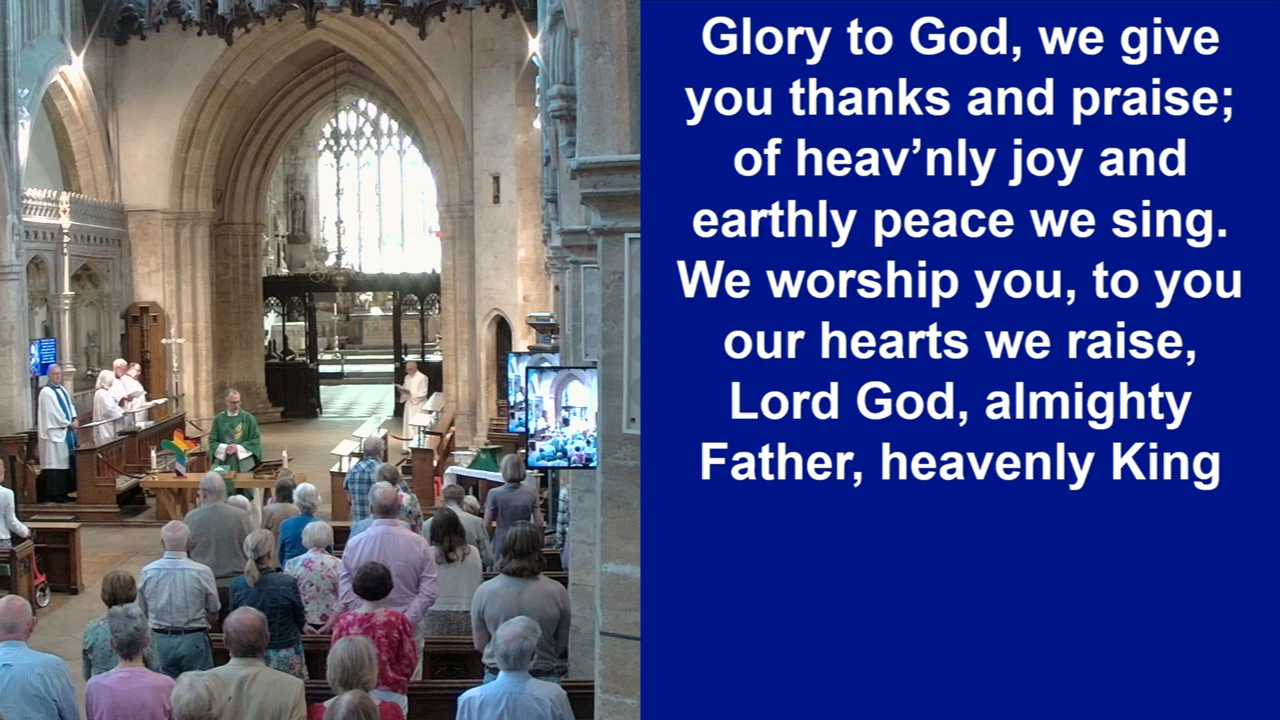 Glory to God, we give
you thanks and praise;
of heav’nly joy and
earthly peace we sing.
We worship you, to you
our hearts we raise,
Lord God, almighty
Father, heavenly King